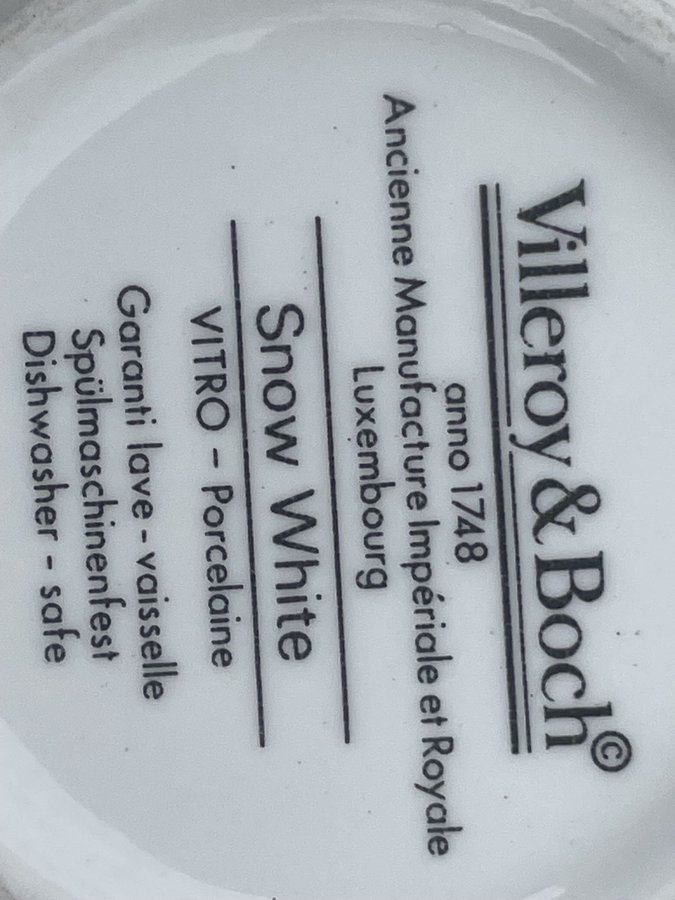 Villeroy & Boch©
anno 1748
Ancienne Manufacture Impériale et Royale
Luxembourg
Snow White
VITRO – Porcelaine
Garanti lave - vaisselle
Spülmaschinenfest
Dishwasher - safe